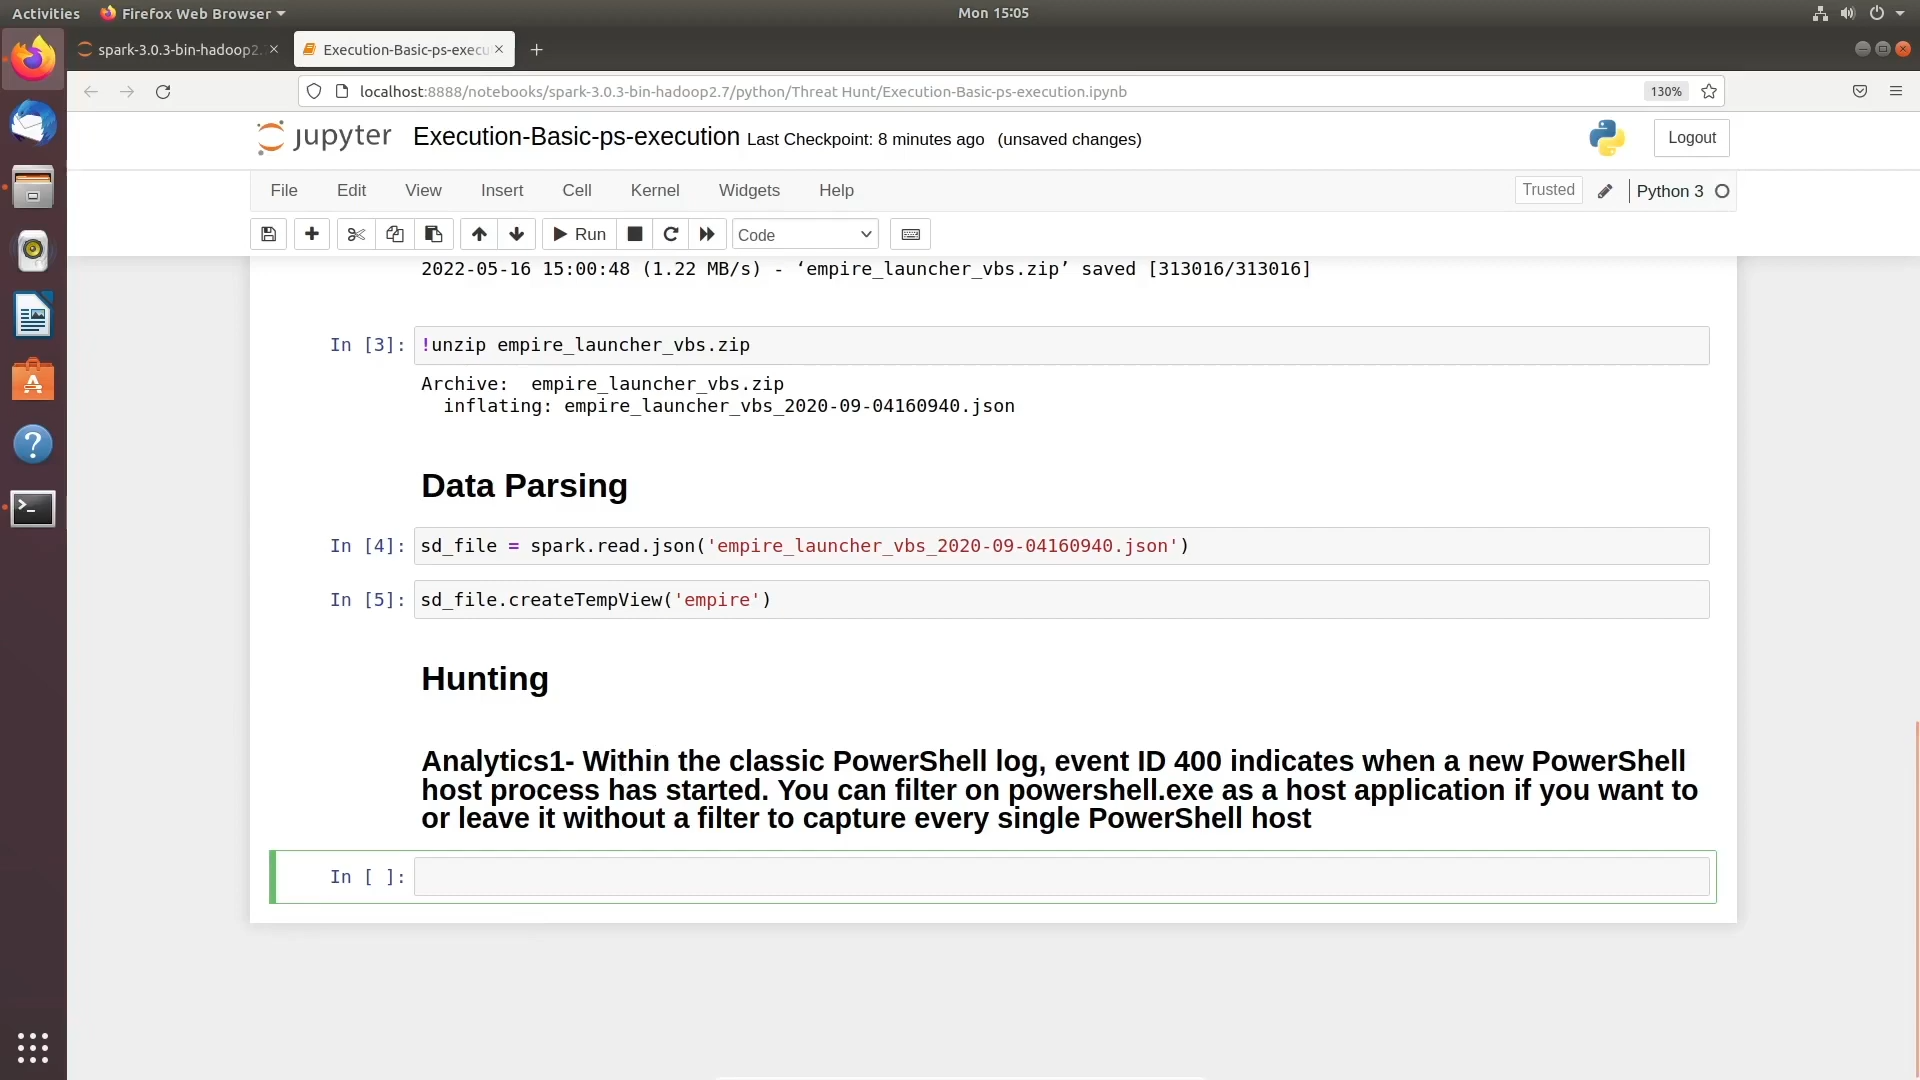 Activities Firefox Web Browser Mon 15:05
spark-3.0.3-bin-hadoop2. Execution-Basic-ps-execu
localhost:8888/notebooks/spark-3.0.3-bin-hadoop2.7/python/Threat Hunt/Execution-Basic-ps-execution.ipynb 130%
jupyter Execution-Basic-ps-execution Last Checkpoint: 8 minutes ago (unsaved changes) Logout
File Edit View Insert Cell Kernel Widgets Help Trusted Python 3
Run Code
2022-05-16 15:00:48 (1.22 MB/s) - ‘empire_launcher_vbs.zip’ saved [313016/313016]
In [3]: !unzip empire_launcher_vbs.zip
Archive:  empire_launcher_vbs.zip
inflating: empire_launcher_vbs_2020-09-04160940.json
Data Parsing
In [4]: sd_file = spark.read.json('empire_launcher_vbs_2020-09-04160940.json')
In [5]: sd_file.createTempView('empire')
Hunting
Analytics1- Within the classic PowerShell log, event ID 400 indicates when a new PowerShell
host process has started. You can filter on powershell.exe as a host application if you want to
or leave it without a filter to capture every single PowerShell host
In [ ]: